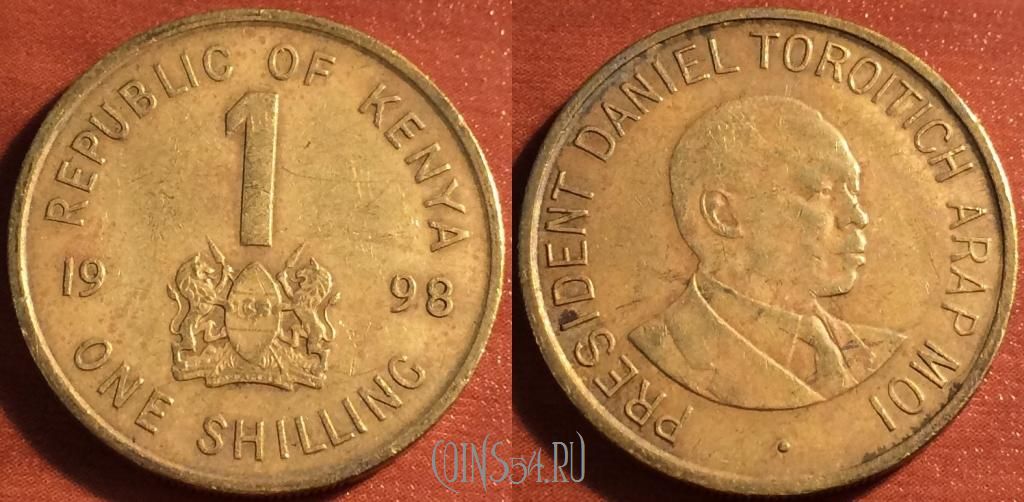 REPUBLIC OF KENYA
1
19 98
ONE SHILLING
PRESIDENT DANIEL TOROITICH ARAP MOI
COINS54.RU